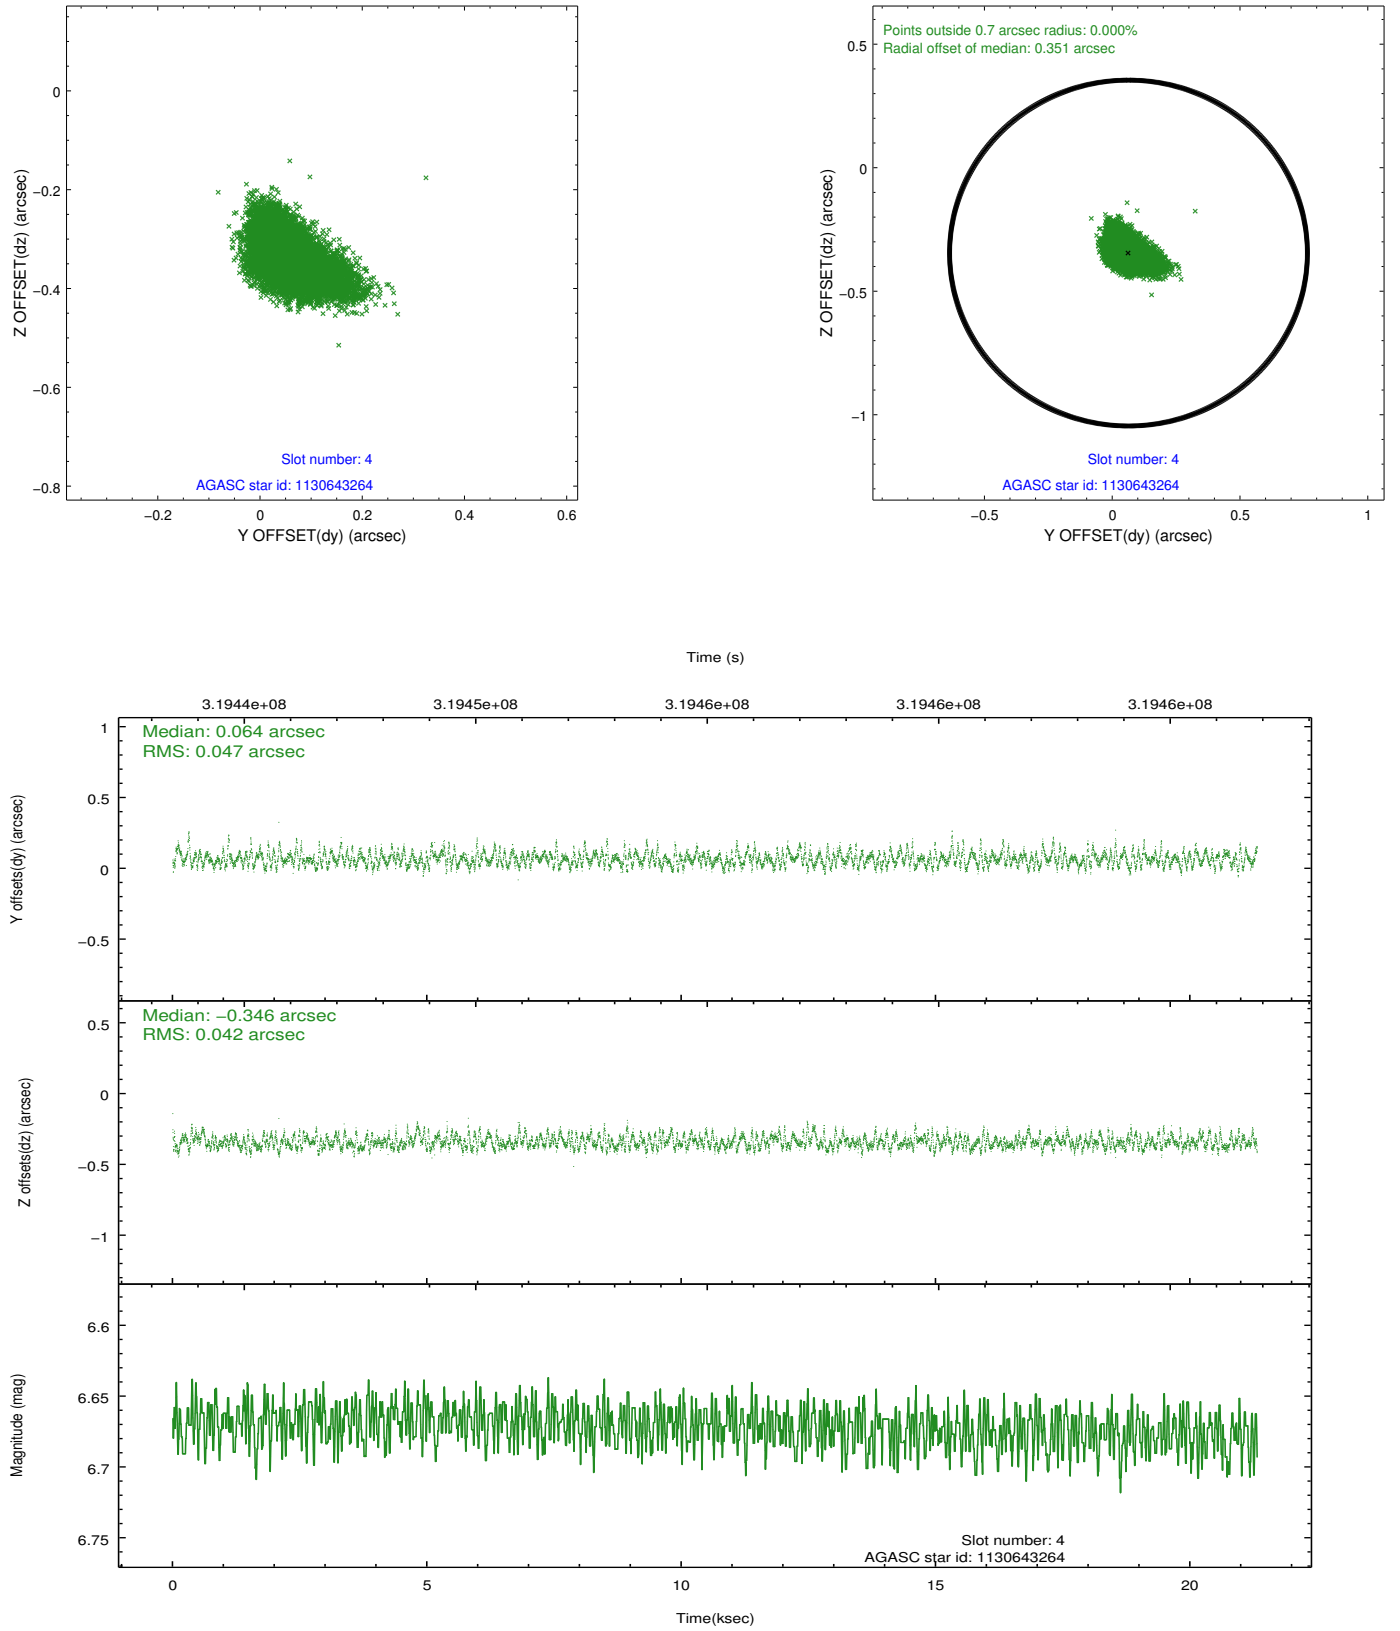 0
−0.2
−0.4
−0.6
−0.8
Z OFFSET(dz) (arcsec)
Slot number: 4
AGASC star id: 1130643264
−0.2 0 0.2 0.4 0.6
Y OFFSET(dy) (arcsec)
Points outside 0.7 arcsec radius: 0.000%
Radial offset of median: 0.351 arcsec
0.5
0
−0.5
−1
Z OFFSET(dz) (arcsec)
Slot number: 4
AGASC star id: 1130643264
−0.5 0 0.5 1
Y OFFSET(dy) (arcsec)
Time (s)
3.1944e+08 3.1945e+08 3.1946e+08 3.1946e+08 3.1946e+08
Median: 0.064 arcsec
RMS: 0.047 arcsec
1
0.5
0
−0.5
Y offsets(dy) (arcsec)
Median: −0.346 arcsec
RMS: 0.042 arcsec
0.5
0
−0.5
−1
Z offsets(dz) (arcsec)
6.6
6.65
6.7
6.75
Magnitude (mag)
Slot number: 4
AGASC star id: 1130643264
0 5 10 15 20
Time(ksec)